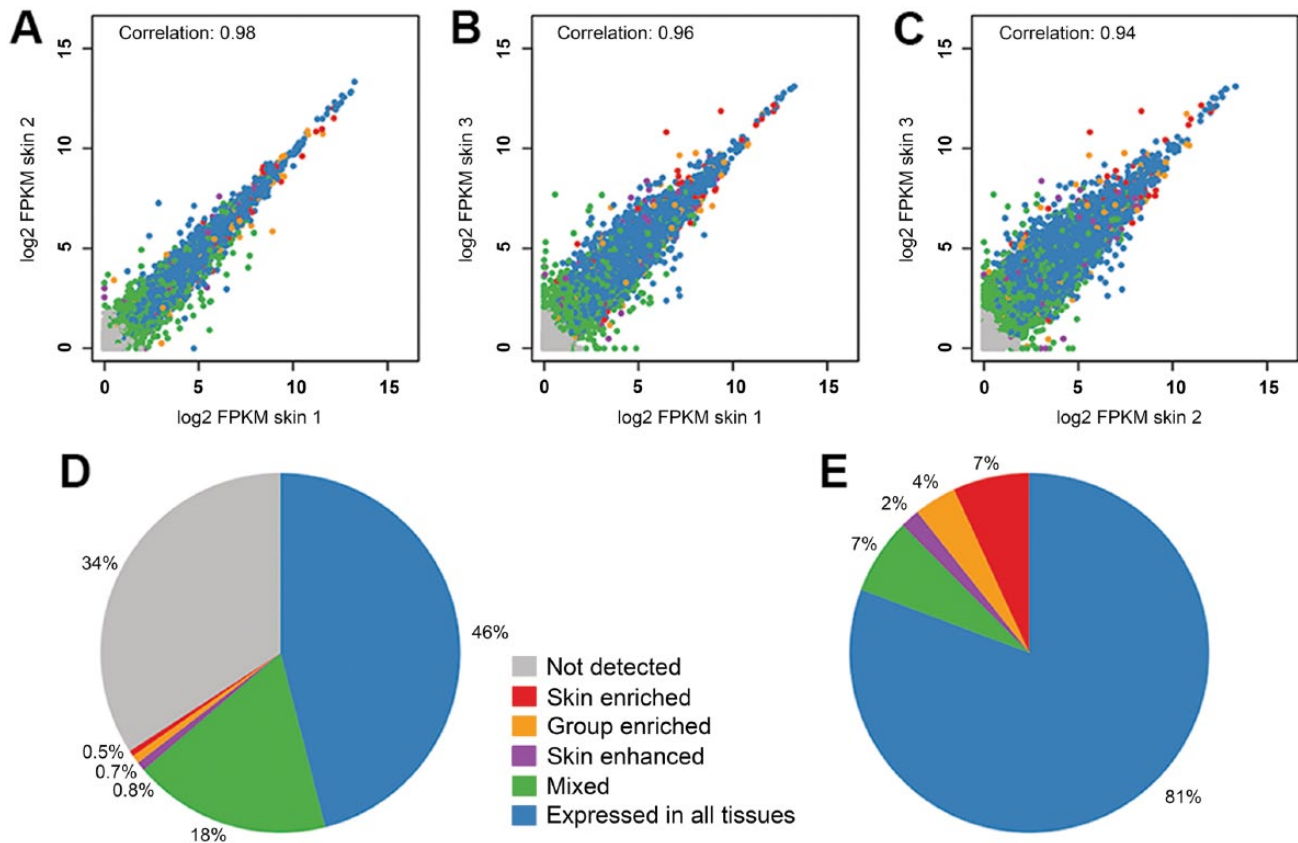 A
Correlation: 0.98
15
10
5
0
log2 FPKM skin 2
0 5 10 15
log2 FPKM skin 1
B
Correlation: 0.96
15
10
5
0
log2 FPKM skin 3
0 5 10 15
log2 FPKM skin 1
C
Correlation: 0.94
15
10
5
0
log2 FPKM skin 3
0 5 10 15
log2 FPKM skin 2
D
34%
46%
0.5%
0.7%
0.8%
18%
Not detected
Skin enriched
Group enriched
Skin enhanced
Mixed
Expressed in all tissues
E
7%
4%
2%
7%
81%